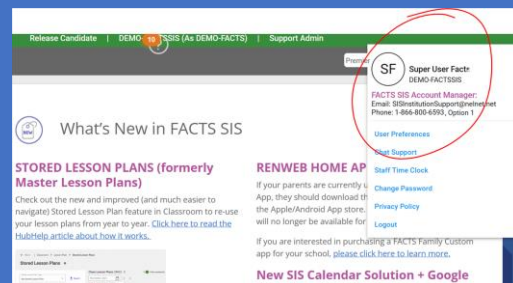 Release Candidate | DEMO-FACTSSIS (As DEMO-FACTS) | Support Admin
10
Premier
SF
Super User Facts
DEMO-FACTSSIS
FACTS SIS Account Manager:
Email: SISInstitutionSupport@nelnet.net
Phone: 1-866-800-6593, Option 1
User Preferences
Chat Support
Staff Time Clock
Change Password
Privacy Policy
Logout
NEW
What's New in FACTS SIS
STORED LESSON PLANS (formerly
Master Lesson Plans)
Check out the new and improved (and much easier to
navigate) Stored Lesson Plan feature in Classroom to re-use
your lesson plans from year to year. Click here to read the
HubHelp article about how it works.
Stored Lesson Plans
RENWEB HOME AP
If your parents are currently u
App, they should download th
the Apple/Android App store.
will no longer be available for
If you are interested in purchasing a FACTS Family Custom
app for your school, please click here to learn more.
New SIS Calendar Solution + Google